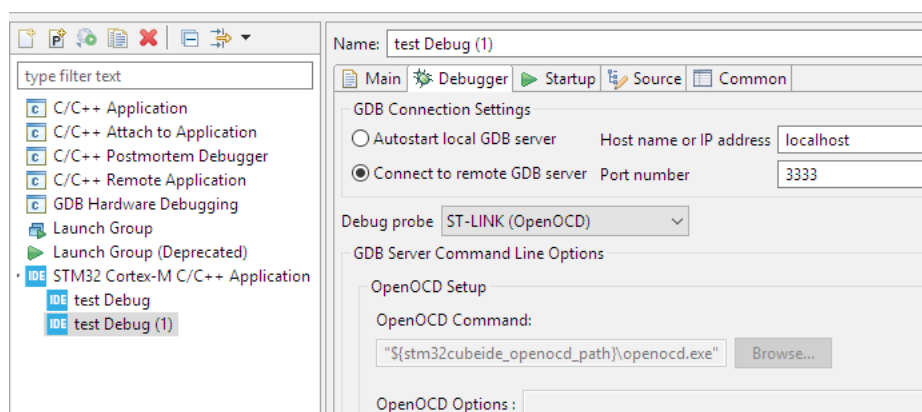 type filter text
C/C++ Application
C/C++ Attach to Application
C/C++ Postmortem Debugger
C/C++ Remote Application
GDB Hardware Debugging
Launch Group
Launch Group (Deprecated)
IDE STM32 Cortex-M C/C++ Application
IDE test Debug
IDE test Debug (1)
Name: test Debug (1)
Main Debugger Startup Source Common
GDB Connection Settings
Autostart local GDB server Host name or IP address localhost
Connect to remote GDB server Port number 3333
Debug probe ST-LINK (OpenOCD)
GDB Server Command Line Options
OpenOCD Setup
OpenOCD Command:
"${stm32cubeide_openocd_path}\openocd.exe" Browse...
OpenOCD Options :